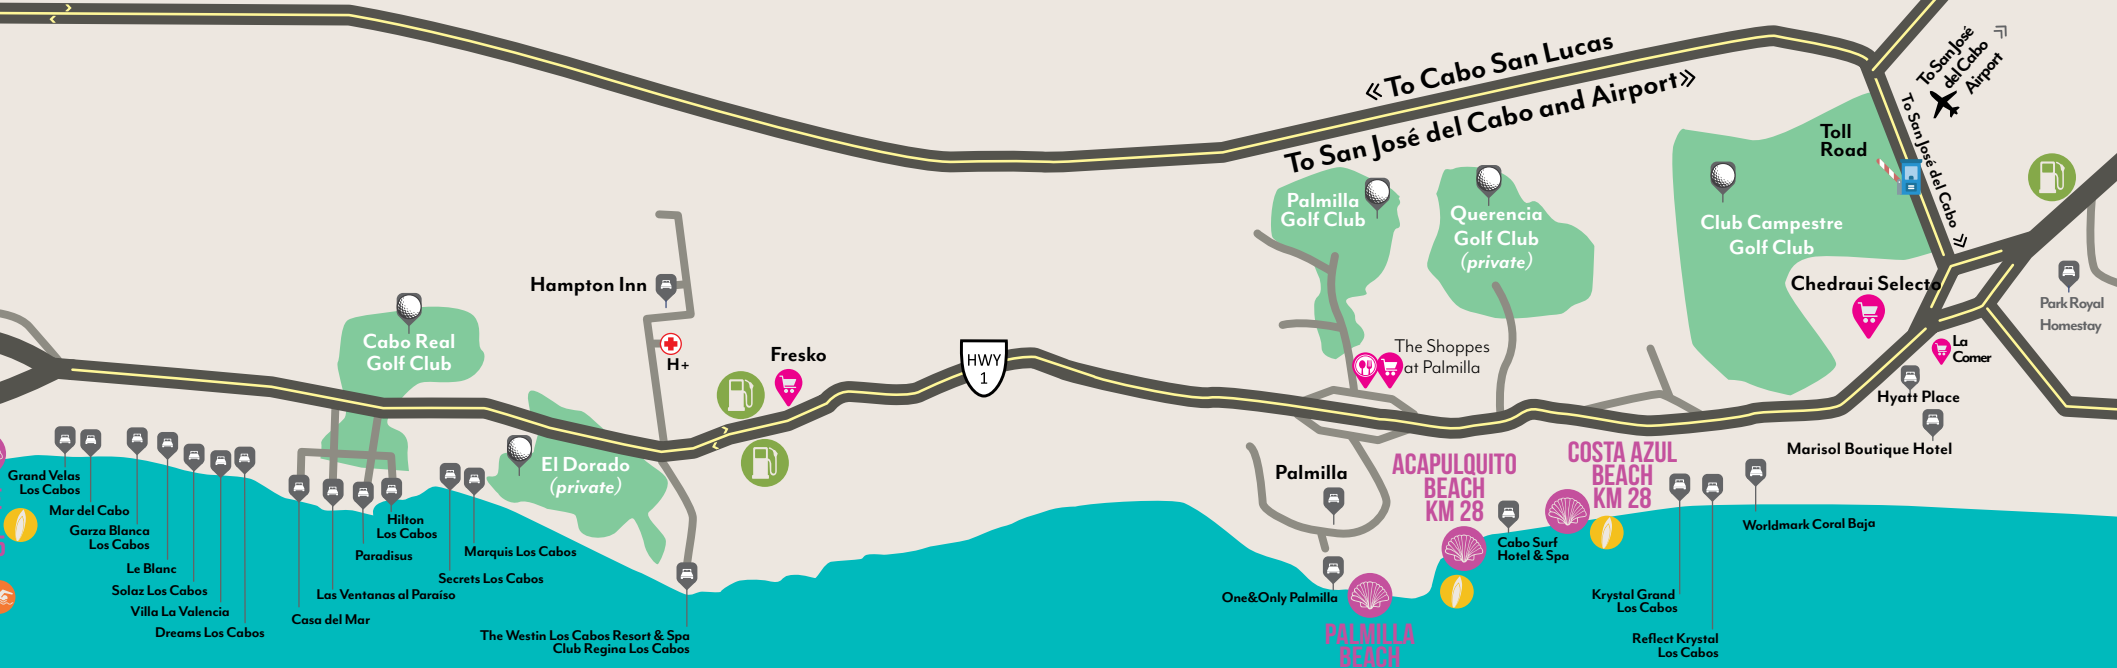 To Cabo San Lucas
To San José del Cabo and Airport
To San José
del Cabo
Airport
To San José del Cabo
Toll
Road
Palmilla
Golf Club
Querencia
Golf Club
(private)
Club Campestre
Golf Club
Chedraui Selecto
Park Royal
Homestay
La
Comer
Hyatt Place
Marisol Boutique Hotel
Hampton Inn
H+
Cabo Real
Golf Club
Fresko
HWY
1
The Shoppes
at Palmilla
El Dorado
(private)
Palmilla
ACAPULQUITO
BEACH
KM 28
COSTA AZUL
BEACH
KM 28
Grand Velas
Los Cabos
Mar del Cabo
Garza Blanca
Los Cabos
Le Blanc
Solaz Los Cabos
Villa La Valencia
Dreams Los Cabos
Hilton
Los Cabos
Paradisus
Las Ventanas al Paraíso
Casa del Mar
Marquis Los Cabos
Secrets Los Cabos
The Westin Los Cabos Resort & Spa
Club Regina Los Cabos
One&Only Palmilla
PALMILLA
BEACH
Cabo Surf
Hotel & Spa
Worldmark Coral Baja
Krystal Grand
Los Cabos
Reflect Krystal
Los Cabos